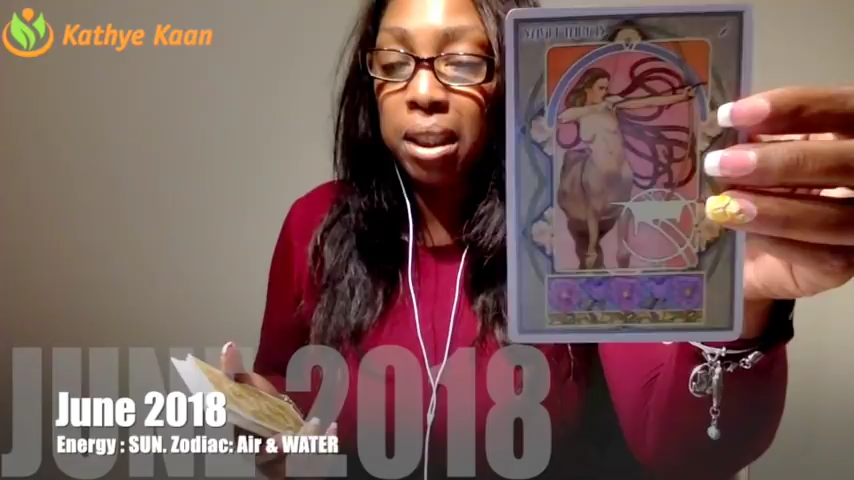 Kathye Kaan
JUNE 2018
June 2018
Energy : SUN. Zodiac: Air & WATER